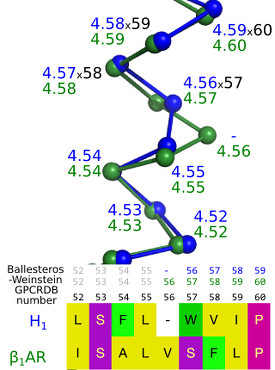 4.58x59
4.59
4.59x60
4.60
4.57x58
4.58
4.56x57
4.57
-
4.56
4.54
4.54
4.55
4.55
4.53
4.53
4.52
4.52
Ballesteros 52 53 54 55 - 56 57 58 59
-Weinstein 52 53 54 55 56 57 58 59 60
GPCRDB
number 52 53 54 55 56 57 58 59 60
H1 L S F L - W V I P
β1AR I S A L V S F L P